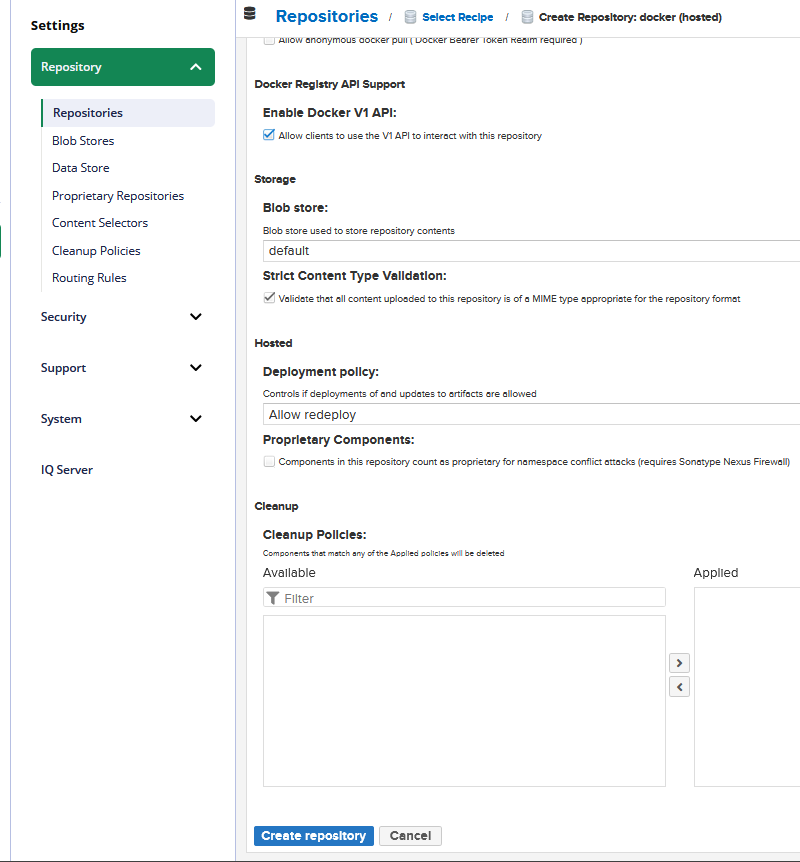 Settings
Repository
Repositories
Blob Stores
Data Store
Proprietary Repositories
Content Selectors
Cleanup Policies
Routing Rules
Security
Support
System
IQ Server
Repositories / Select Recipe / Create Repository: docker (hosted)
Allow anonymous docker pull ( Docker Bearer Token Realm required )
Docker Registry API Support
Enable Docker V1 API:
Allow clients to use the V1 API to interact with this repository
Storage
Blob store:
Blob store used to store repository contents
default
Strict Content Type Validation:
Validate that all content uploaded to this repository is of a MIME type appropriate for the repository format
Hosted
Deployment policy:
Controls if deployments of and updates to artifacts are allowed
Allow redeploy
Proprietary Components:
Components in this repository count as proprietary for namespace conflict attacks (requires Sonatype Nexus Firewall)
Cleanup
Cleanup Policies:
Components that match any of the Applied policies will be deleted
Available
Applied
Filter
Create repository
Cancel